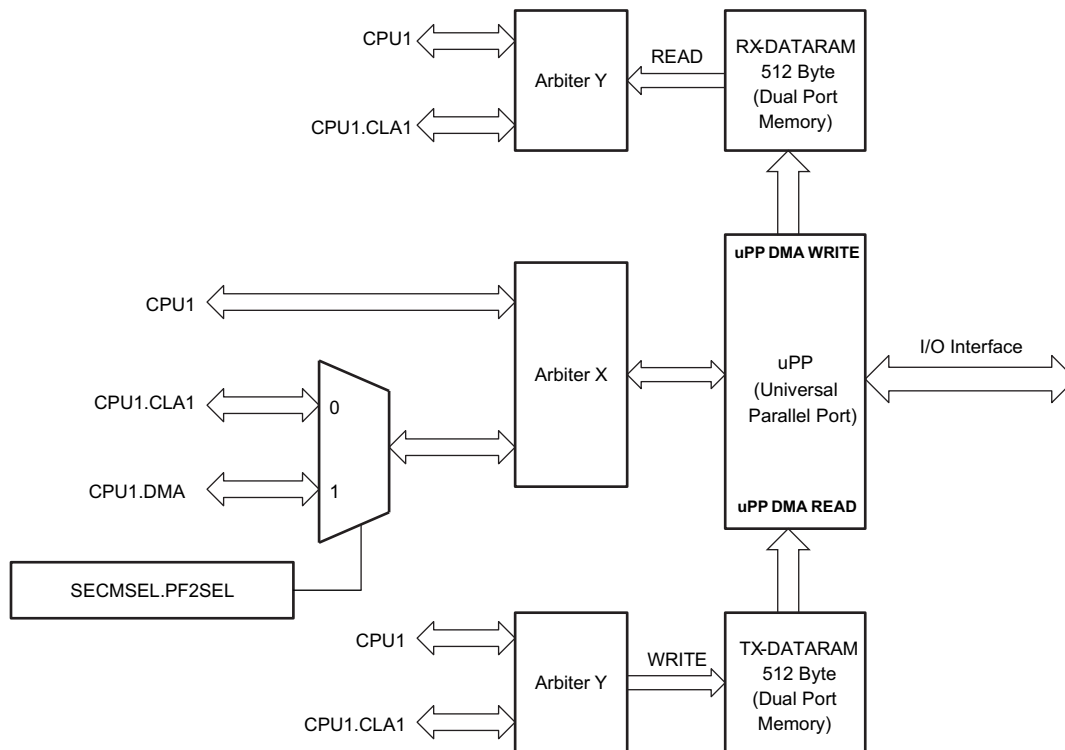 CPU1
CPU1.CLA1
Arbiter Y
READ
RX-DATARAM
512 Byte
(Dual Port
Memory)
CPU1
CPU1.CLA1
CPU1.DMA
0
1
SECMSEL.PF2SEL
Arbiter X
uPP DMA WRITE
uPP
(Universal
Parallel Port)
uPP DMA READ
I/O Interface
CPU1
CPU1.CLA1
Arbiter Y
WRITE
TX-DATARAM
512 Byte
(Dual Port
Memory)